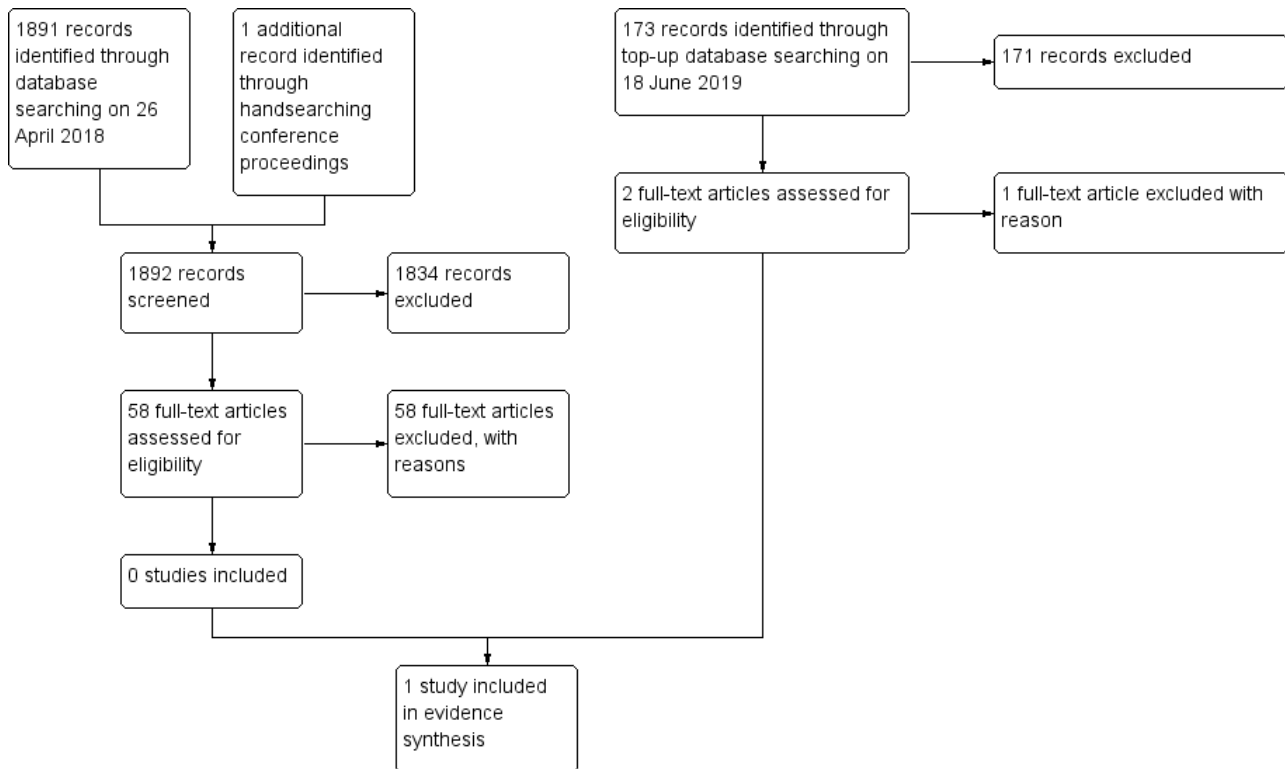 1891 records
identified through
database
searching on 26
April 2018
1 additional
record identified
through
handsearching
conference
proceedings
173 records identified through
top-up database searching on
18 June 2019
171 records excluded
2 full-text articles assessed for
eligibility
1 full-text article excluded with
reason
1892 records
screened
1834 records
excluded
58 full-text articles
assessed for
eligibility
58 full-text articles
excluded, with
reasons
0 studies included
1 study included
in evidence
synthesis